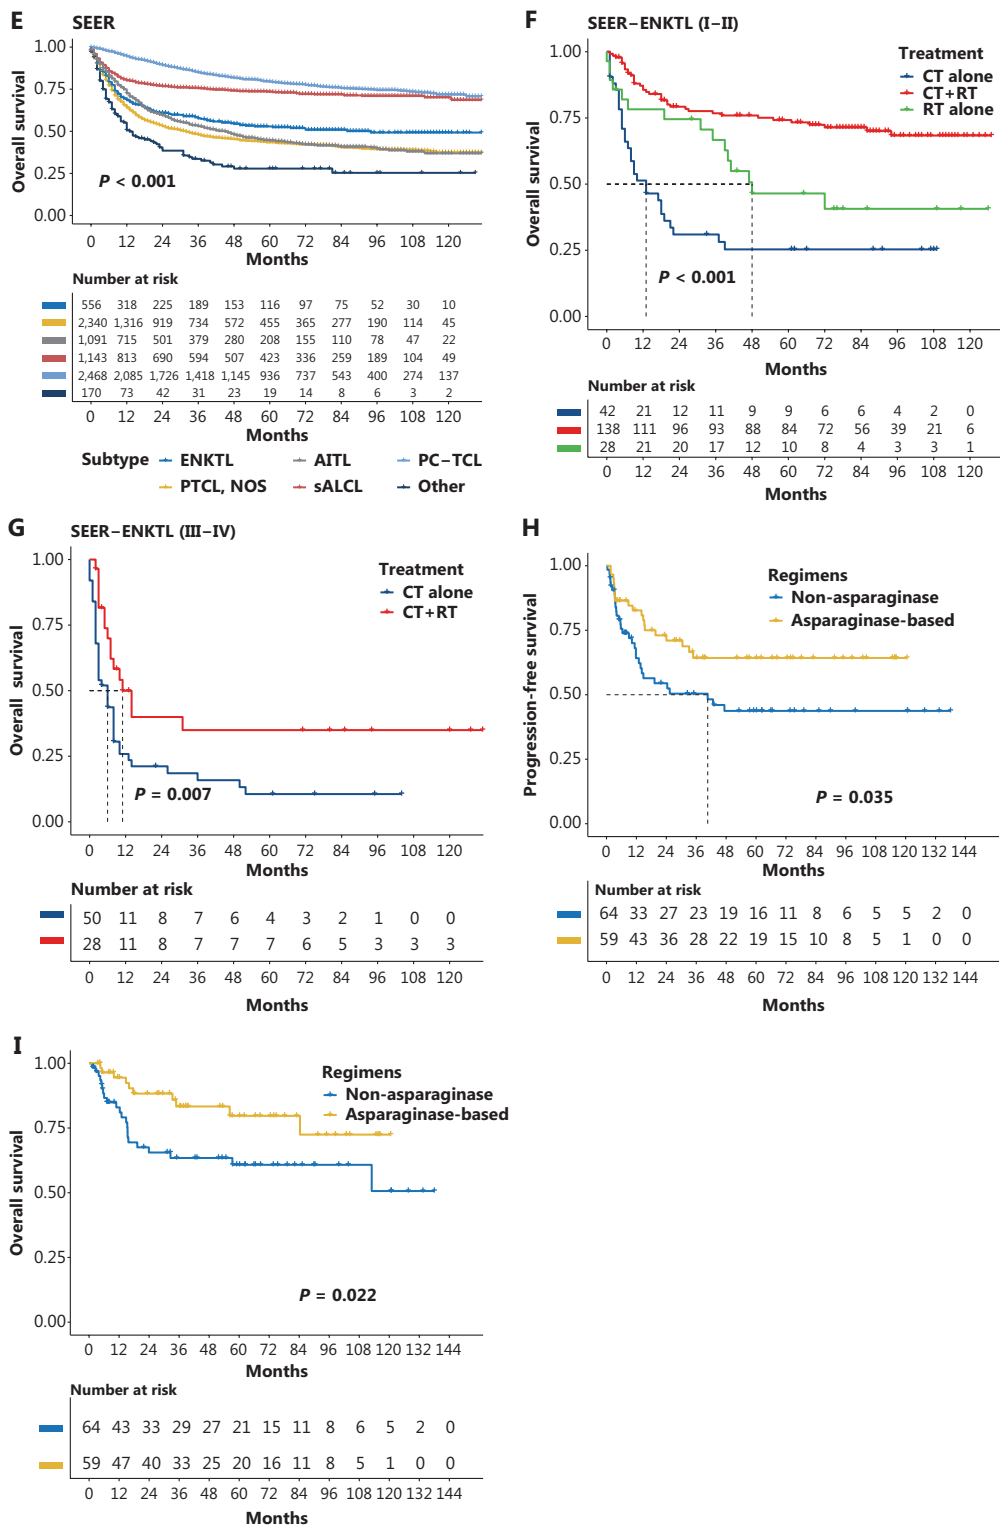 E SEER
1.00
0.75
0.50
0.25
0.00
Overall survival
P < 0.001
0 12 24 36 48 60 72 84 96 108 120
Months
Number at risk
556 318 225 189 153 116 97 75 52 30 10
2,340 1,316 919 734 572 455 365 277 190 114 45
1,091 715 501 379 280 208 155 110 78 47 22
1,143 813 690 594 507 423 336 259 189 104 49
2,468 2,085 1,726 1,418 1,145 936 737 543 400 274 137
170 73 42 31 23 19 14 8 6 3 2
0 12 24 36 48 60 72 84 96 108 120
Months
Subtype ENKTL AITL PC−TCL
PTCL, NOS sALCL Other
F SEER−ENKTL (I−II)
Treatment
CT alone
CT+RT
RT alone
1.00
0.75
0.50
0.25
0.00
Overall survival
P < 0.001
0 12 24 36 48 60 72 84 96 108 120
Months
Number at risk
42 21 12 11 9 9 6 6 4 2 0
138 111 96 93 88 84 72 56 39 21 6
28 21 20 17 12 10 8 4 3 3 1
0 12 24 36 48 60 72 84 96 108 120
Months
G SEER−ENKTL (III−IV)
Treatment
CT alone
CT+RT
1.00
0.75
0.50
0.25
0.00
Overall survival
P = 0.007
0 12 24 36 48 60 72 84 96 108 120
Months
Number at risk
50 11 8 7 6 4 3 2 1 0 0
28 11 8 7 7 7 6 5 3 3 3
0 12 24 36 48 60 72 84 96 108 120
Months
H
Regimens
Non-asparaginase
Asparaginase-based
1.00
0.75
0.50
0.25
0.00
Progression-free survival
P = 0.035
0 12 24 36 48 60 72 84 96 108 120 132 144
Months
Number at risk
64 33 27 23 19 16 11 8 6 5 5 2 0
59 43 36 28 22 19 15 10 8 5 1 0 0
0 12 24 36 48 60 72 84 96 108 120 132 144
Months
I
Regimens
Non-asparaginase
Asparaginase-based
1.00
0.75
0.50
0.25
0.00
Overall survival
P = 0.022
0 12 24 36 48 60 72 84 96 108 120 132 144
Months
Number at risk
64 43 33 29 27 21 15 11 8 6 5 2 0
59 47 40 33 25 20 16 11 8 5 1 0 0
0 12 24 36 48 60 72 84 96 108 120 132 144
Months